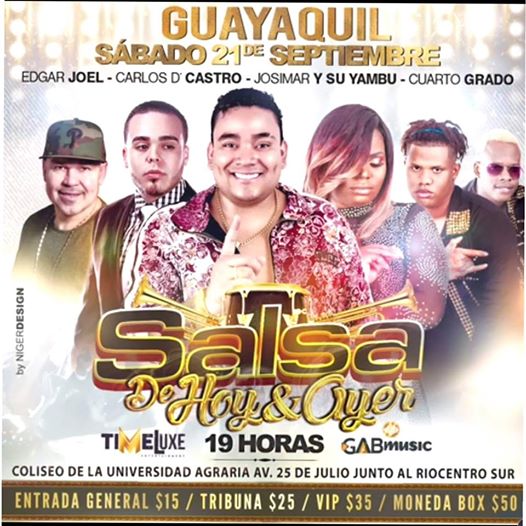 GUAYAQUIL
SÁBADO 21 DE SEPTIEMBRE
EDGAR JOEL - CARLOS D' CASTRO - JOSIMAR Y SU YAMBU - CUARTO GRADO
P
by NIGERDESIGN
Salsa
De Hoy & Ayer
TIMELUXE
ENTERTAINMENT
19 HORAS
GABMUSIC
COLISEO DE LA UNIVERSIDAD AGRARIA AV. 25 DE JULIO JUNTO AL RIOCENTRO SUR
ENTRADA GENERAL $15 / TRIBUNA $25 / VIP $35 / MONEDA BOX $50